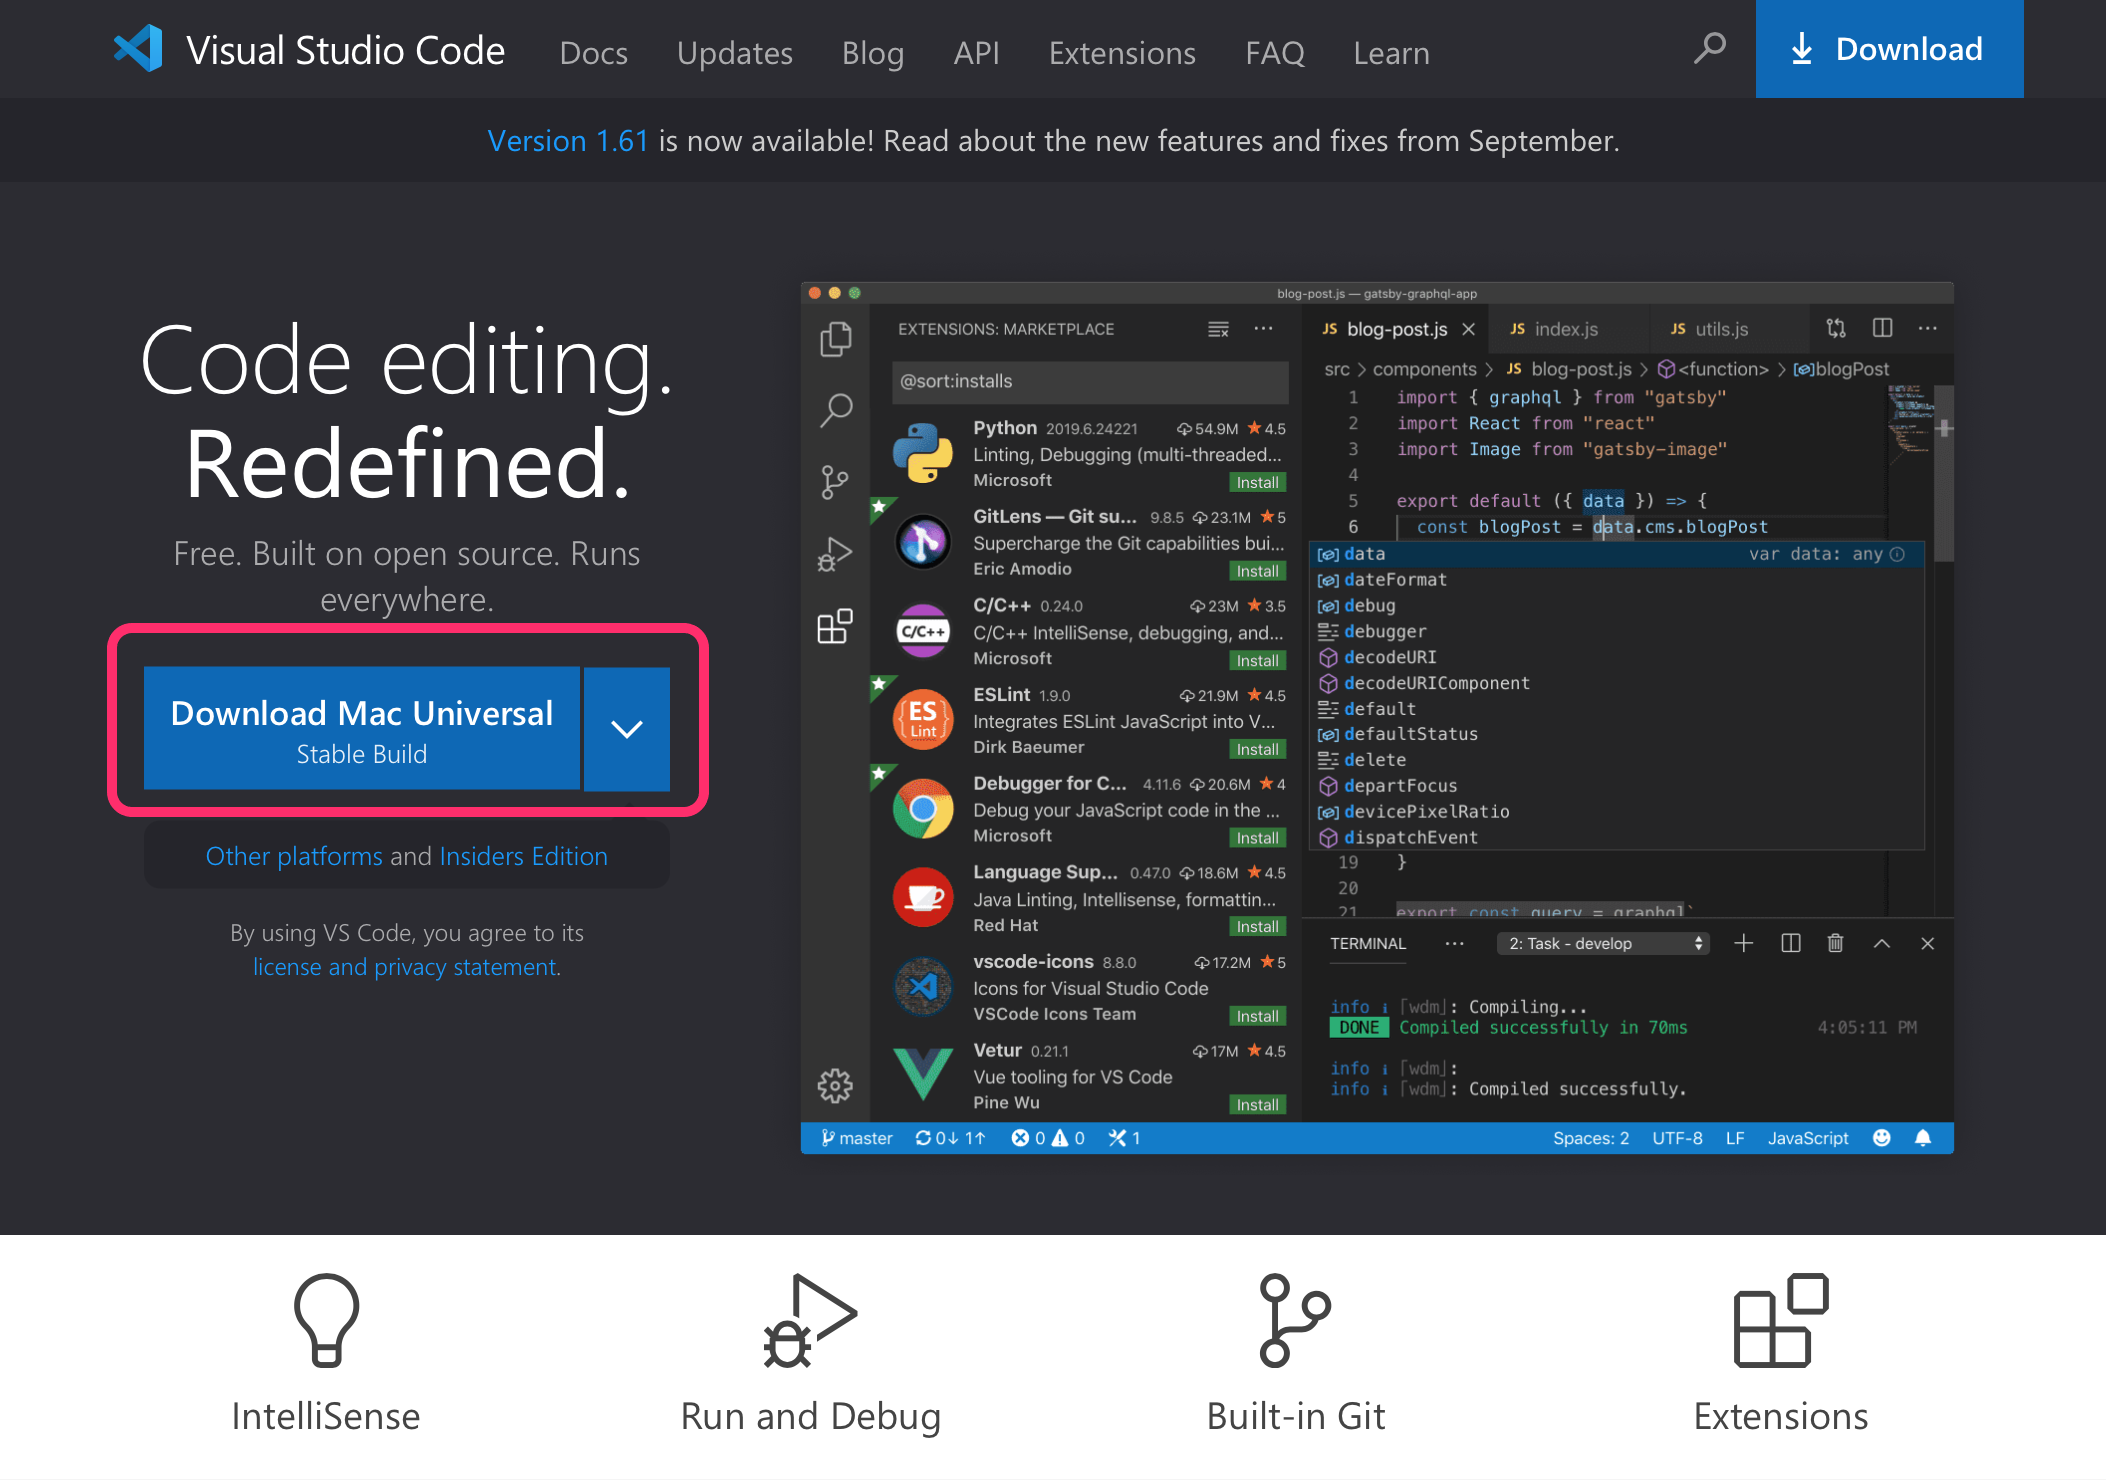 Visual Studio Code Docs Updates Blog API Extensions FAQ Learn Download
Version 1.61 is now available! Read about the new features and fixes from September.
Code editing.
Redefined.
Free. Built on open source. Runs
everywhere.
Download Mac Universal
Stable Build
Other platforms and Insiders Edition
By using VS Code, you agree to its
license and privacy statement.
blog-post.js — gatsby-graphql-app
EXTENSIONS: MARKETPLACE
@sort:installs
Python 2019.6.24221 54.9M 4.5
Linting, Debugging (multi-threaded...
Microsoft Install
GitLens — Git su... 9.8.5 23.1M 5
Supercharge the Git capabilities bui...
Eric Amodio Install
C/C++
C/C++ 0.24.0 23M 3.5
C/C++ IntelliSense, debugging, and...
Microsoft Install
ES
Lint
ESLint 1.9.0 21.9M 4.5
Integrates ESLint JavaScript into V...
Dirk Baeumer Install
Debugger for C... 4.11.6 20.6M 4
Debug your JavaScript code in the ...
Microsoft Install
Language Sup... 0.47.0 18.6M 4.5
Java Linting, Intellisense, formattin...
Red Hat Install
vscode-icons 8.8.0 17.2M 5
Icons for Visual Studio Code
VSCode Icons Team Install
Vetur 0.21.1 17M 4.5
Vue tooling for VS Code
Pine Wu Install
JS blog-post.js JS index.js JS utils.js
src > components > JS blog-post.js > <function> > blogPost
1 import { graphql } from "gatsby"
2 import React from "react"
3 import Image from "gatsby-image"
4
5 export default ({ data }) => {
6 const blogPost = data.cms.blogPost
data var data: any
dateFormat
debug
debugger
decodeURI
decodeURIComponent
default
defaultStatus
delete
departFocus
devicePixelRatio
dispatchEvent
19 }
20
21 export const query = graphql`
TERMINAL ... 2: Task - develop
info i ⌈wdm⌋: Compiling...
DONE Compiled successfully in 70ms 4:05:11 PM
info i ⌈wdm⌋:
info i ⌈wdm⌋: Compiled successfully.
master 0↓ 1↑ 0 0 1 Spaces: 2 UTF-8 LF JavaScript
IntelliSense Run and Debug Built-in Git Extensions